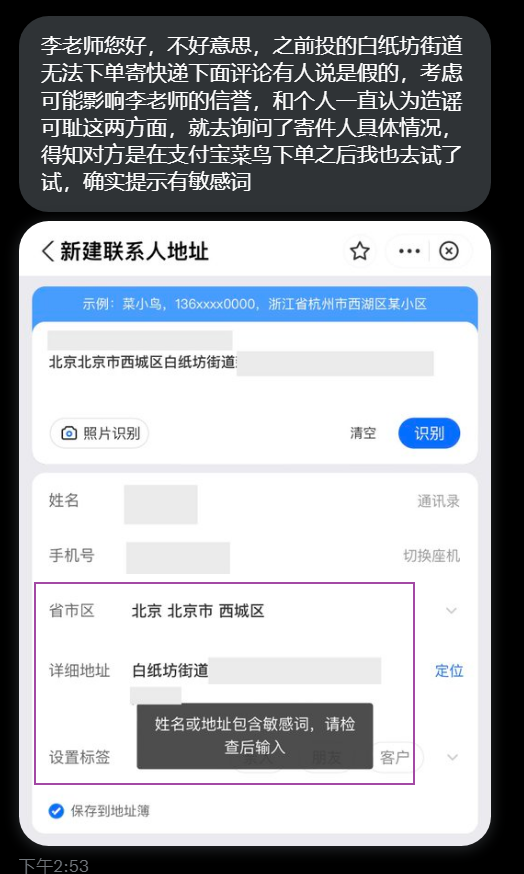 李老师您好，不好意思，之前投的白纸坊街道
无法下单寄快递下面评论有人说是假的，考虑
可能影响李老师的信誉，和个人一直认为造谣
可耻这两方面，就去询问了寄件人具体情况，
得知对方是在支付宝菜鸟下单之后我也去试了
试，确实提示有敏感词
新建联系人地址
示例：菜小鸟，136xxxx0000，浙江省杭州市西湖区某小区
北京北京市西城区白纸坊街道
照片识别 清空 识别
姓名 通讯录
手机号 切换座机
省市区 北京 北京市 西城区
详细地址 白纸坊街道 定位
姓名或地址包含敏感词，请检
查后输入
设置标签 家人 朋友 客户
保存到地址簿
下午2:53